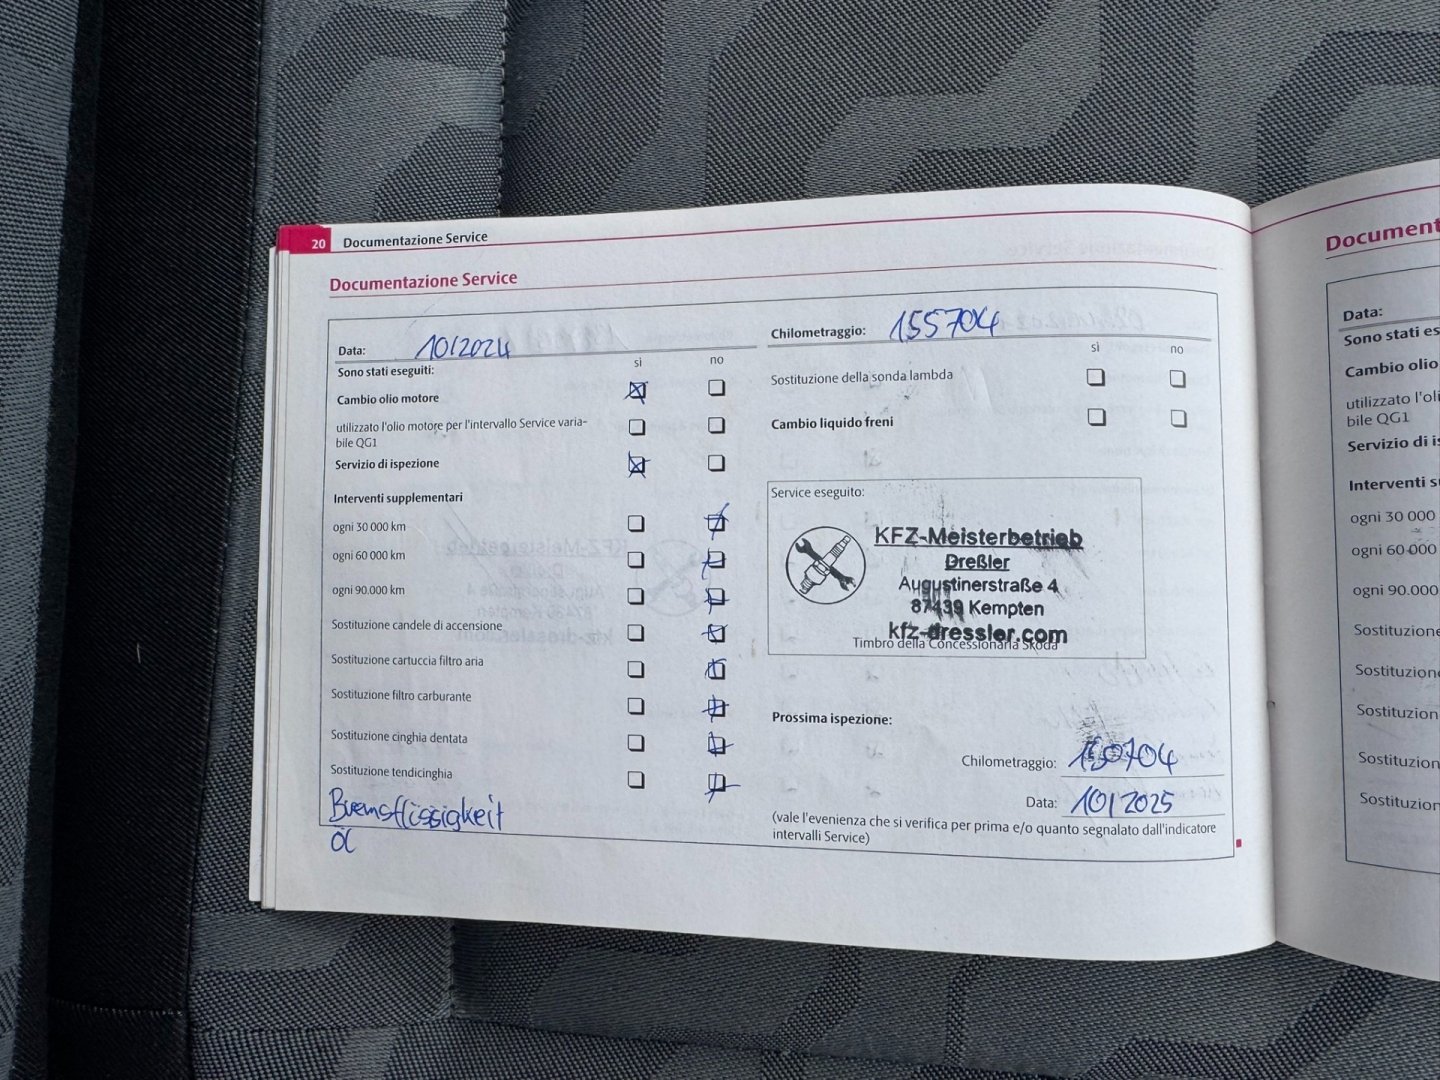 20 Documentazione Service
Documentazione Service
Data: 10/2024
sì no
Sono stati eseguiti:
Cambio olio motore
utilizzato l'olio motore per l'intervallo Service varia-
bile QG1
Servizio di ispezione
Interventi supplementari
ogni 30 000 km
ogni 60 000 km
ogni 90.000 km
Sostituzione candele di accensione
Sostituzione cartuccia filtro aria
Sostituzione filtro carburante
Sostituzione cinghia dentata
Sostituzione tendicinghia
Bremsflüssigkeit
Chilometraggio: 155704
sì no
Sostituzione della sonda lambda
Cambio liquido freni
Service eseguito:
KFZ-Meisterbetrieb
Dreßler
Augustinerstraße 4
87439 Kempten
kfz-dressler.com
Timbro della Concessionaria Škoda
Prossima ispezione:
Chilometraggio:
Data: 10/2025
(vale l'evenienza che si verifica per prima e/o quanto segnalato dall'indicatore
intervalli Service)
Document
Data:
Sono stati es
Cambio olio
utilizzato l'oli
bile QG1
Servizio di is
Interventi s
ogni 30 000
ogni 60 000
ogni 90.000
Sostituzione
Sostituzion
Sostituzion
Sostituzion
Sostituzion